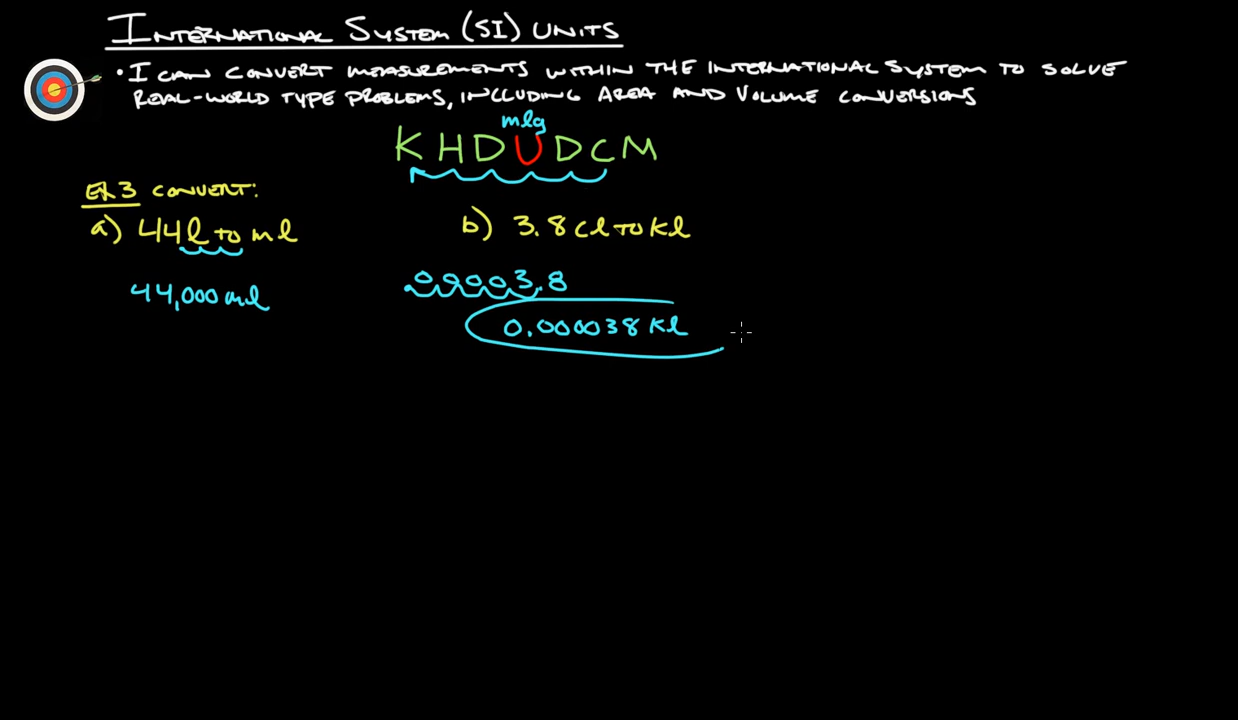 INTERNATIONAL SYSTEM (SI) UNITS
• I CAN CONVERT MEASUREMENTS WITHIN THE INTERNATIONAL SYSTEM TO SOLVE
REAL-WORLD TYPE PROBLEMS, INCLUDING AREA AND VOLUME CONVERSIONS
mlg
K H D U D C M
EX 3 CONVERT:
a) 44l to ml
b) 3.8 cl TO Kl
44,000 ml
00003.8
0.000038 Kl